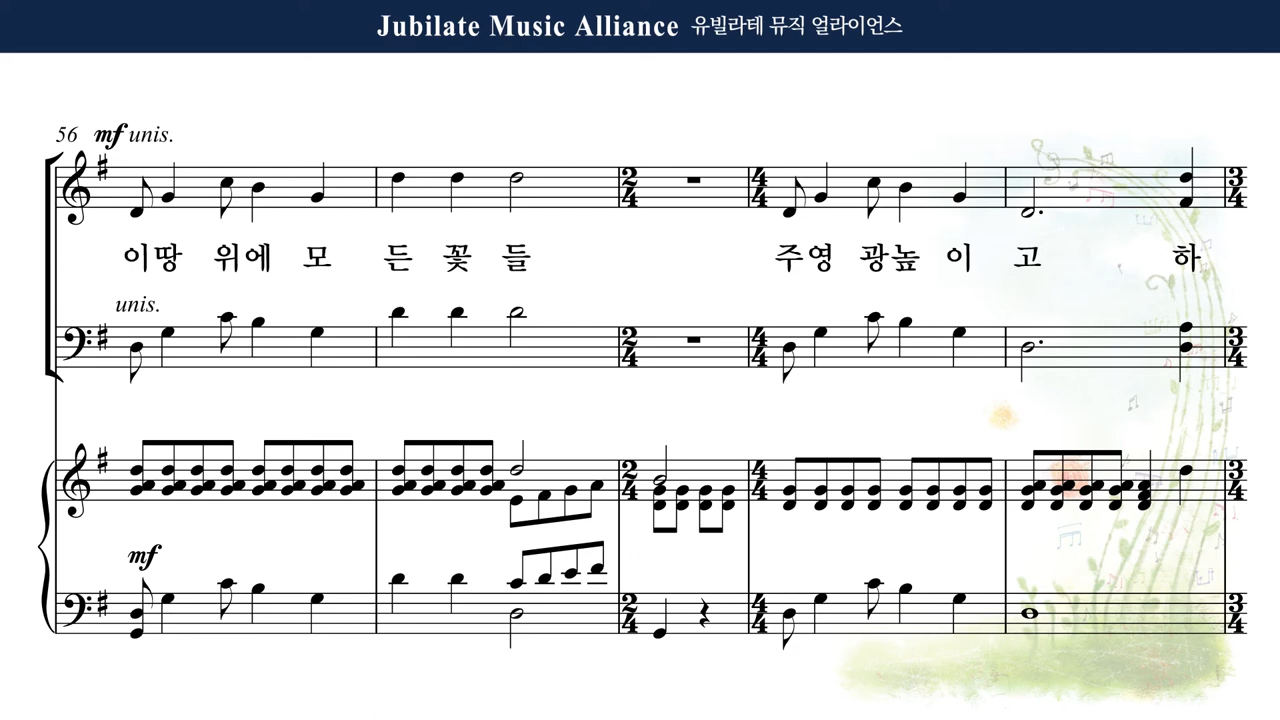 Jubilate Music Alliance 유빌라테 뮤직 얼라이언스
56 mf unis.
이땅 위에 모 든 꽃 들 주영 광높 이 고 하
unis.
mf